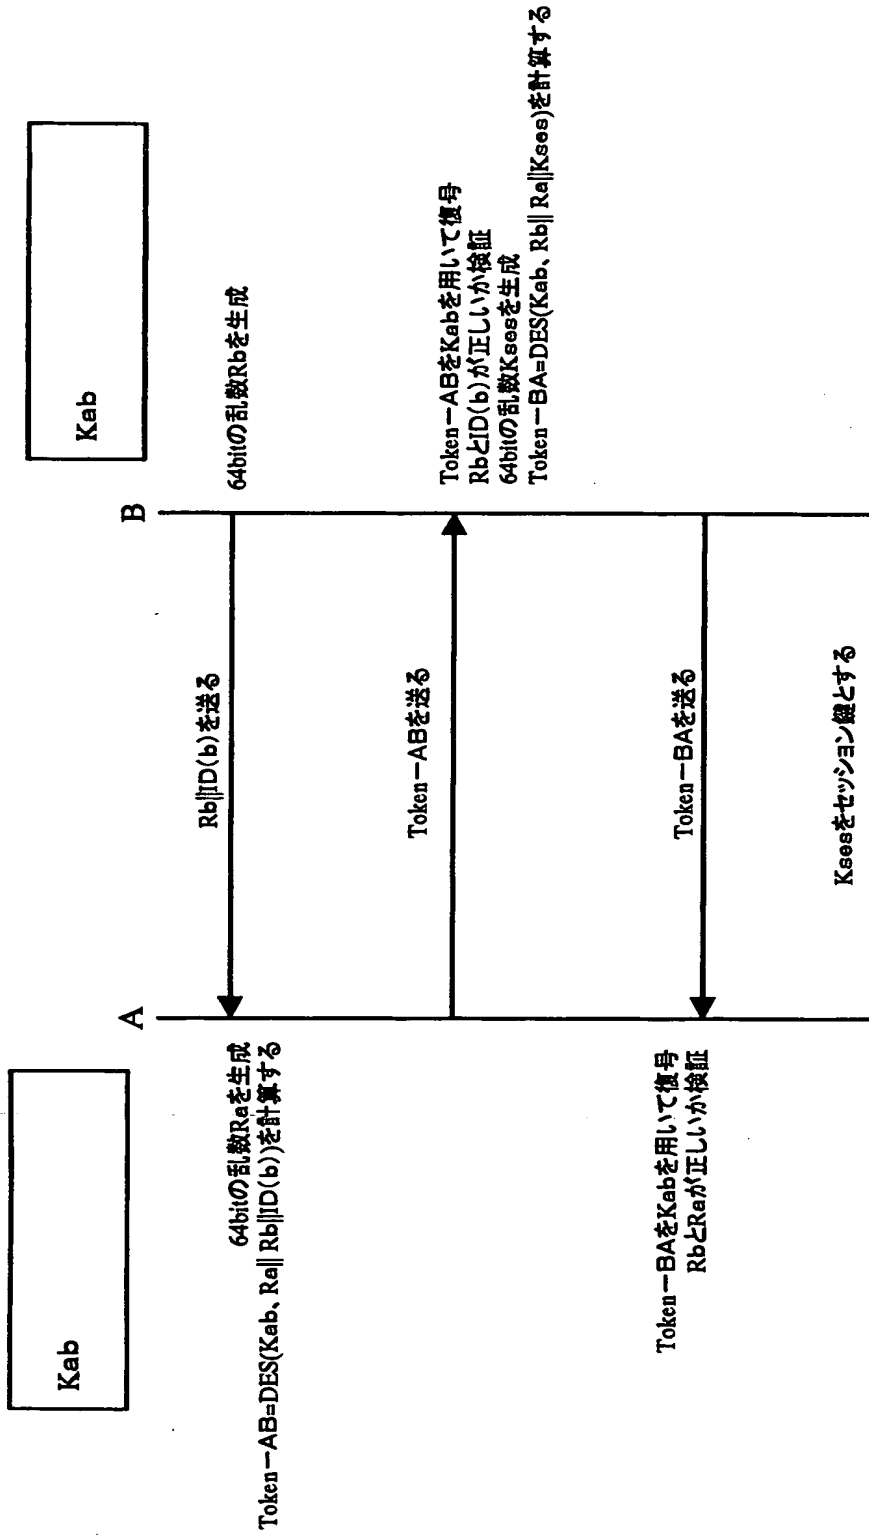 Kab
Kab
A
B
64bitの乱数Rbを生成
Rb||ID(b)を送る
64bitの乱数Raを生成
Token－AB=DES(Kab、Ra|| Rb||ID(b))を計算する
Token－ABを送る
Token－ABをKabを用いて復号
RbとID(b)が正しいか検証
64bitの乱数Ksesを生成
Token－BA=DES(Kab、Rb|| Ra||Kses)を計算する
Token－BAを送る
Token－BAをKabを用いて復号
RbとRaが正しいか検証
Ksesをセッション鍵とする